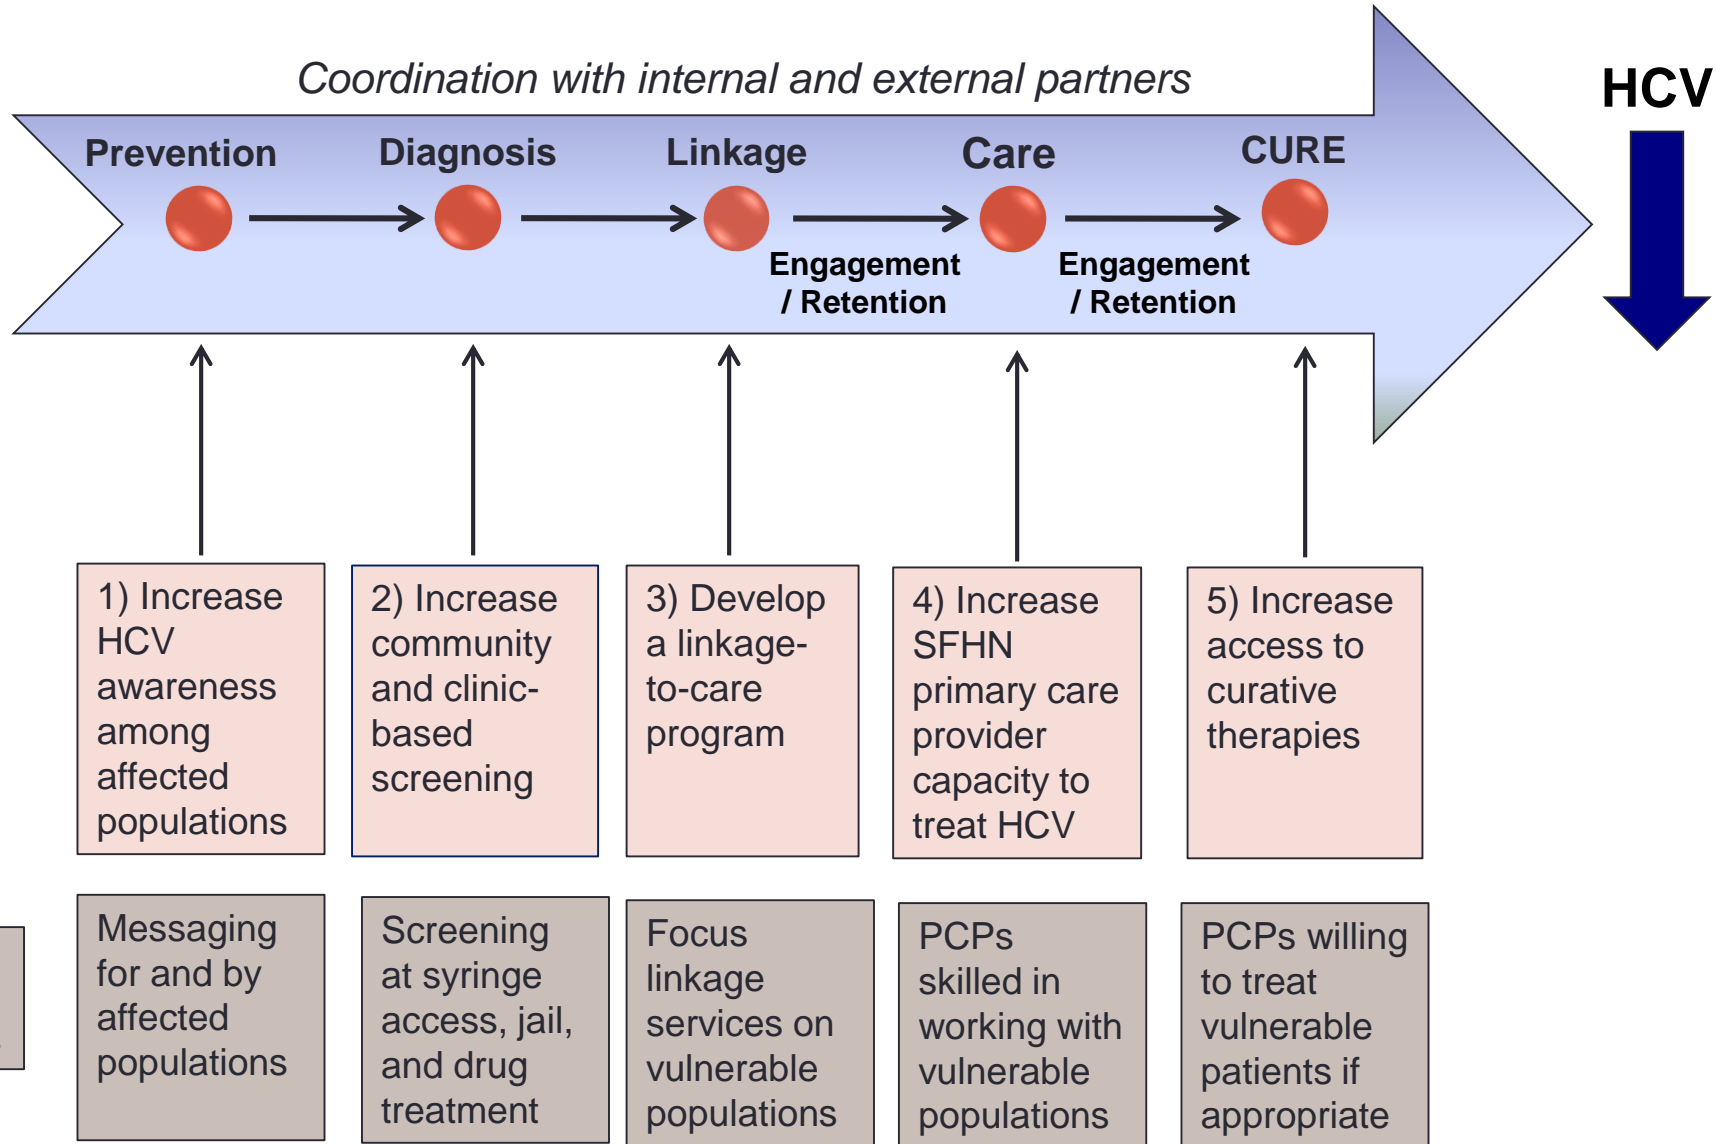 Coordination with internal and external partners
HCV
Prevention
Diagnosis
Linkage
Care
CURE
Engagement
/ Retention
Engagement
/ Retention
1) Increase
HCV
awareness
among
affected
populations
2) Increase
community
and clinic-
based
screening
3) Develop
a linkage-
to-care
program
4) Increase
SFHN
primary care
provider
capacity to
treat HCV
5) Increase
access to
curative
therapies
Messaging
for and by
affected
populations
Screening
at syringe
access, jail,
and drug
treatment
Focus
linkage
services on
vulnerable
populations
PCPs
skilled in
working with
vulnerable
populations
PCPs willing
to treat
vulnerable
patients if
appropriate